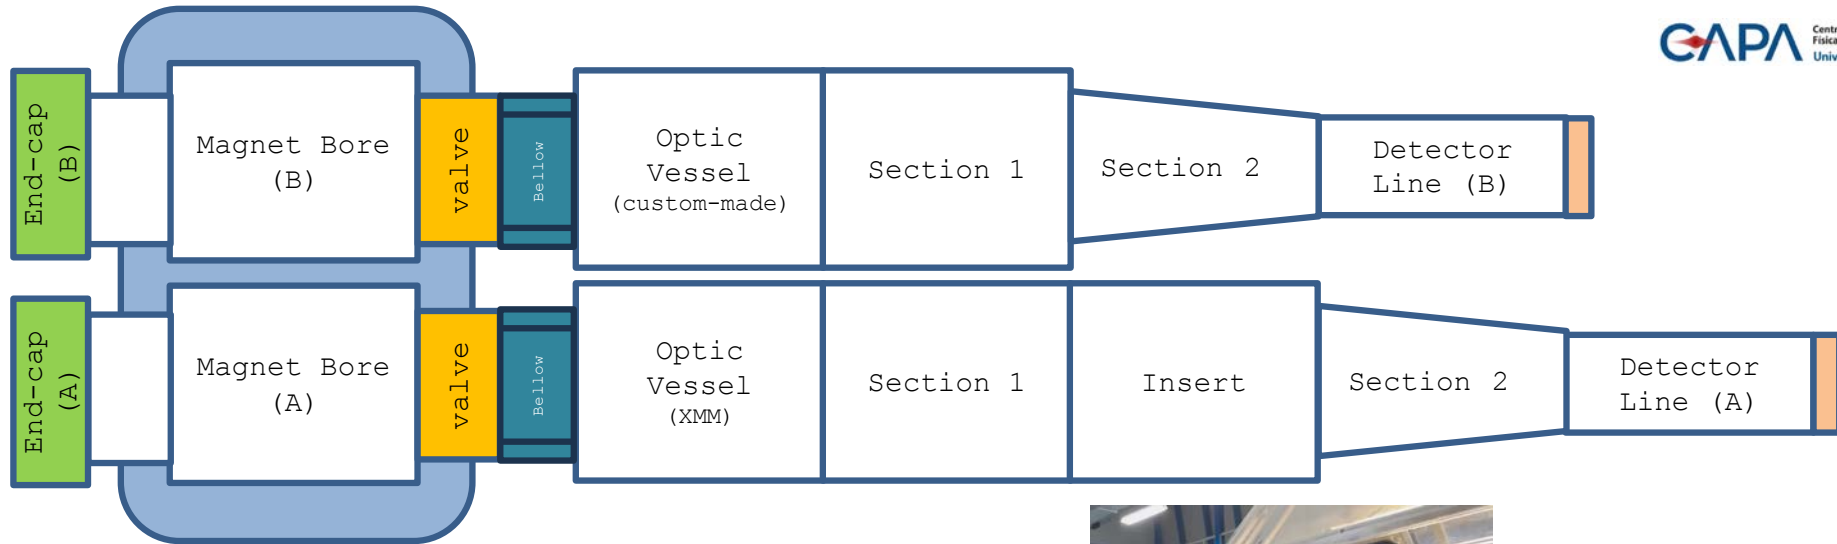 CAPA
End-cap
(B)
Magnet Bore
(B)
valve
Bellow
Optic
Vessel
(custom-made)
Section 1
Section 2
Detector
Line (B)
End-cap
(A)
Magnet Bore
(A)
valve
Bellow
Optic
Vessel
(XMM)
Section 1
Insert
Section 2
Detector
Line (A)